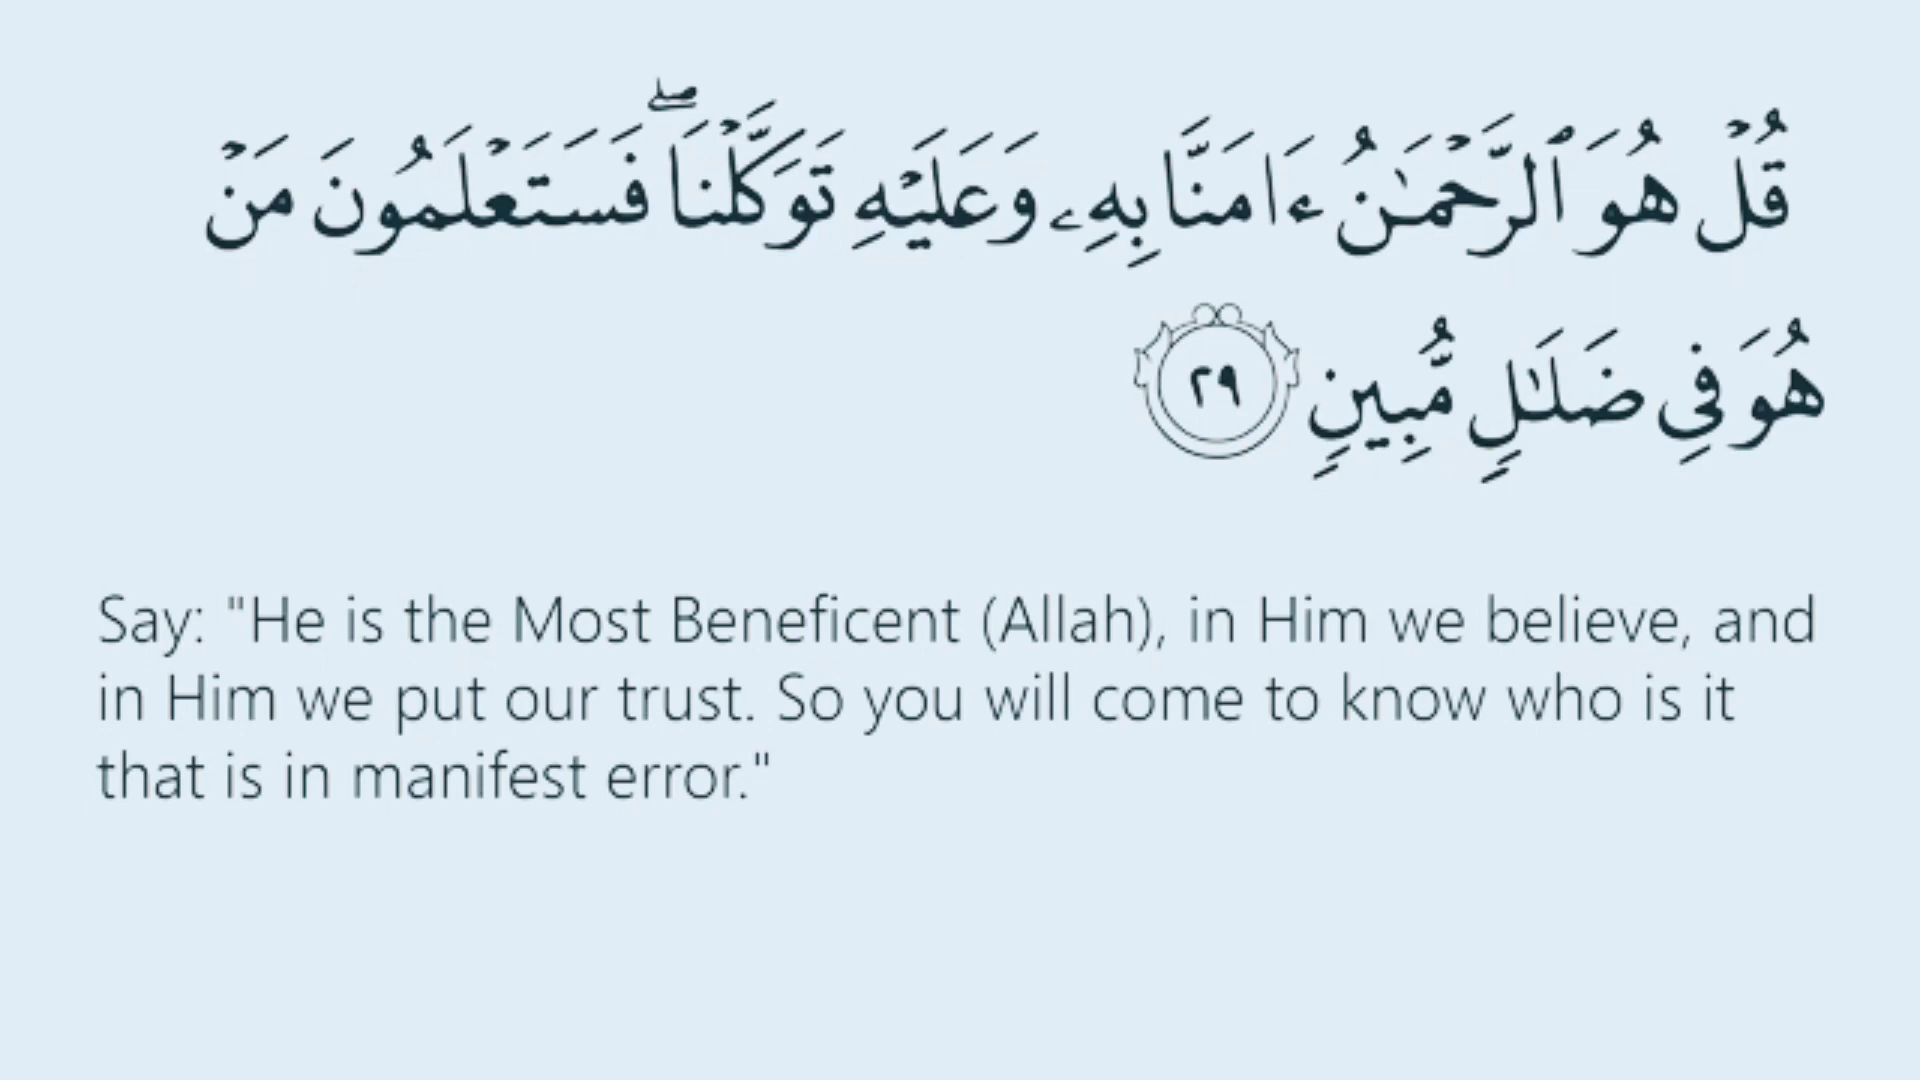 قُلْ هُوَ ٱلرَّحْمَـٰنُ ءَامَنَّا بِهِۦ وَعَلَيْهِ تَوَكَّلْنَا ۖ فَسَتَعْلَمُونَ مَنْ
هُوَ فِى ضَلَـٰلٍ مُّبِينٍ ٢٩
Say: "He is the Most Beneficent (Allah), in Him we believe, and
in Him we put our trust. So you will come to know who is it
that is in manifest error."